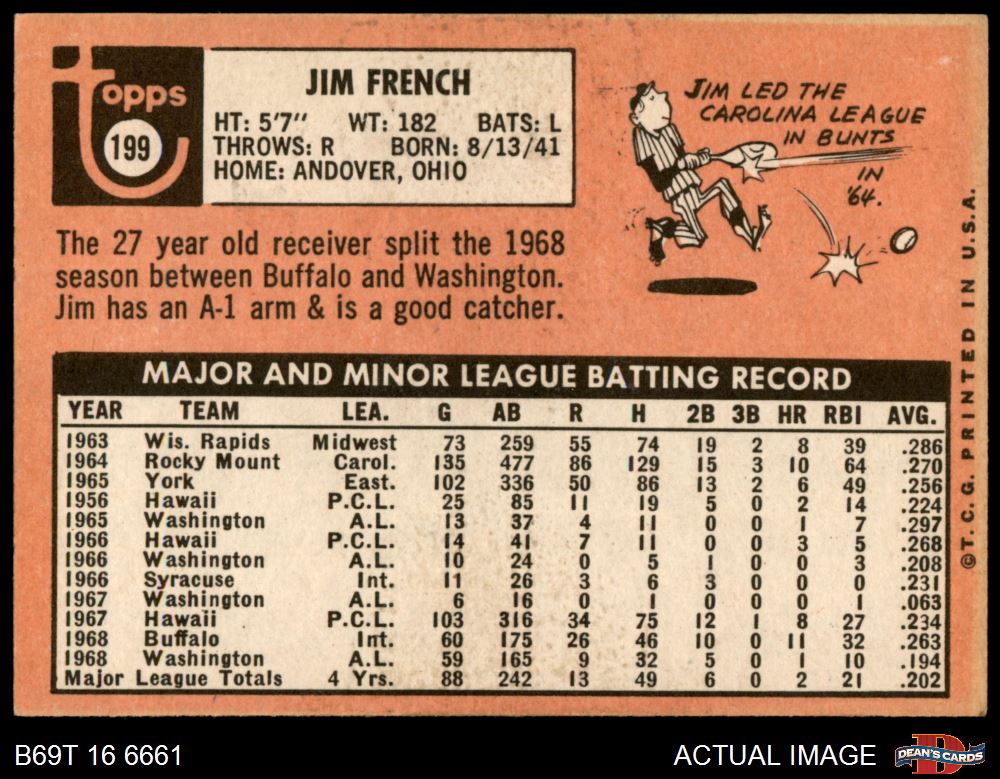 topps
199
JIM FRENCH
HT: 5'7" WT: 182 BATS: L
THROWS: R BORN: 8/13/41
HOME: ANDOVER, OHIO
JIM LED THE
CAROLINA LEAGUE
IN BUNTS
IN
'64.
The 27 year old receiver split the 1968
season between Buffalo and Washington.
Jim has an A-1 arm & is a good catcher.
MAJOR AND MINOR LEAGUE BATTING RECORD
YEAR TEAM LEA. G AB R H 2B 3B HR RBI AVG.
1963 Wis. Rapids Midwest 73 259 55 74 19 2 8 39 .286
1964 Rocky Mount Carol. 135 477 86 129 15 3 10 64 .270
1965 York East. 102 336 50 86 13 2 6 49 .256
1956 Hawaii P.C.L. 25 85 11 19 5 0 2 14 .224
1965 Washington A.L. 13 37 4 11 0 0 1 7 .297
1966 Hawaii P.C.L. 14 41 7 11 0 0 3 5 .268
1966 Washington A.L. 10 24 0 5 1 0 0 3 .208
1966 Syracuse Int. 11 26 3 6 3 0 0 0 .231
1967 Washington A.L. 6 16 0 1 0 0 0 1 .063
1967 Hawaii P.C.L. 103 316 34 75 12 1 8 27 .234
1968 Buffalo Int. 60 175 26 46 10 0 11 32 .263
1968 Washington A.L. 59 165 9 32 5 0 1 10 .194
Major League Totals 4 Yrs. 88 242 13 49 6 0 2 21 .202
©T.C.G. PRINTED IN U.S.A.
B69T 16 6661
ACTUAL IMAGE
D
DEAN'S CARDS